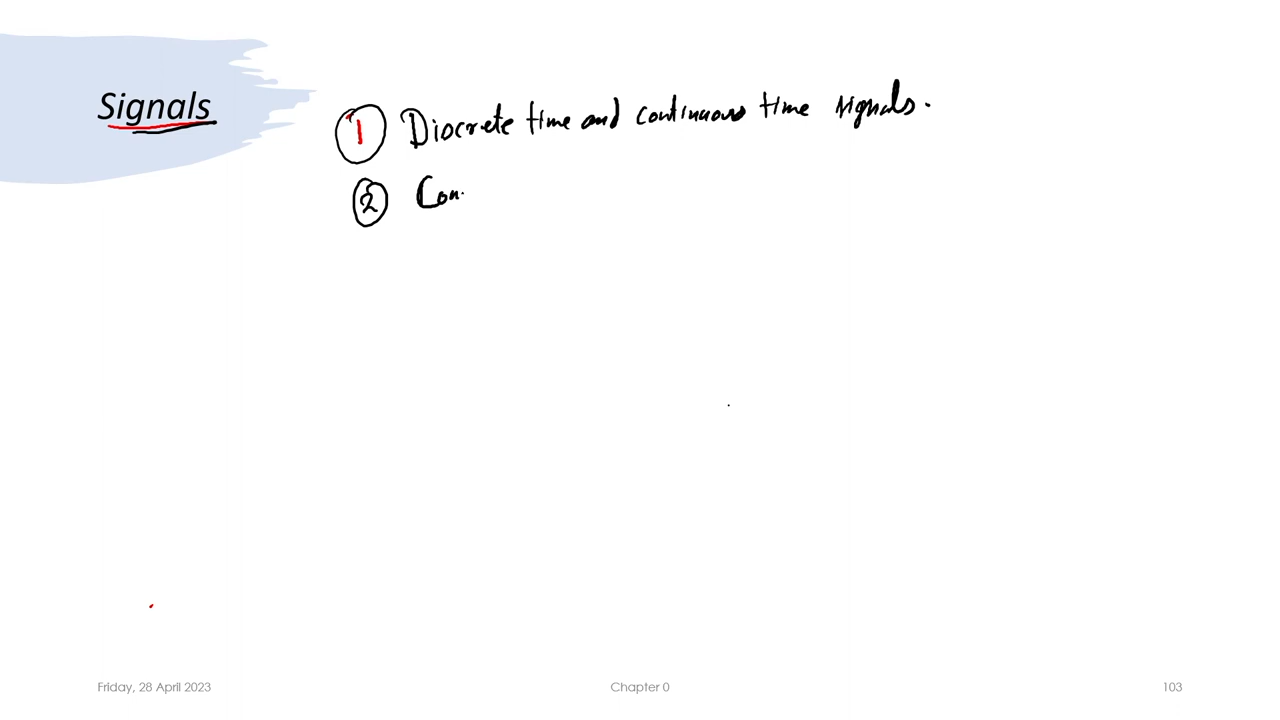 Signals
1 Discrete time and continuous time signals.
2 Con
Friday, 28 April 2023 Chapter 0 103